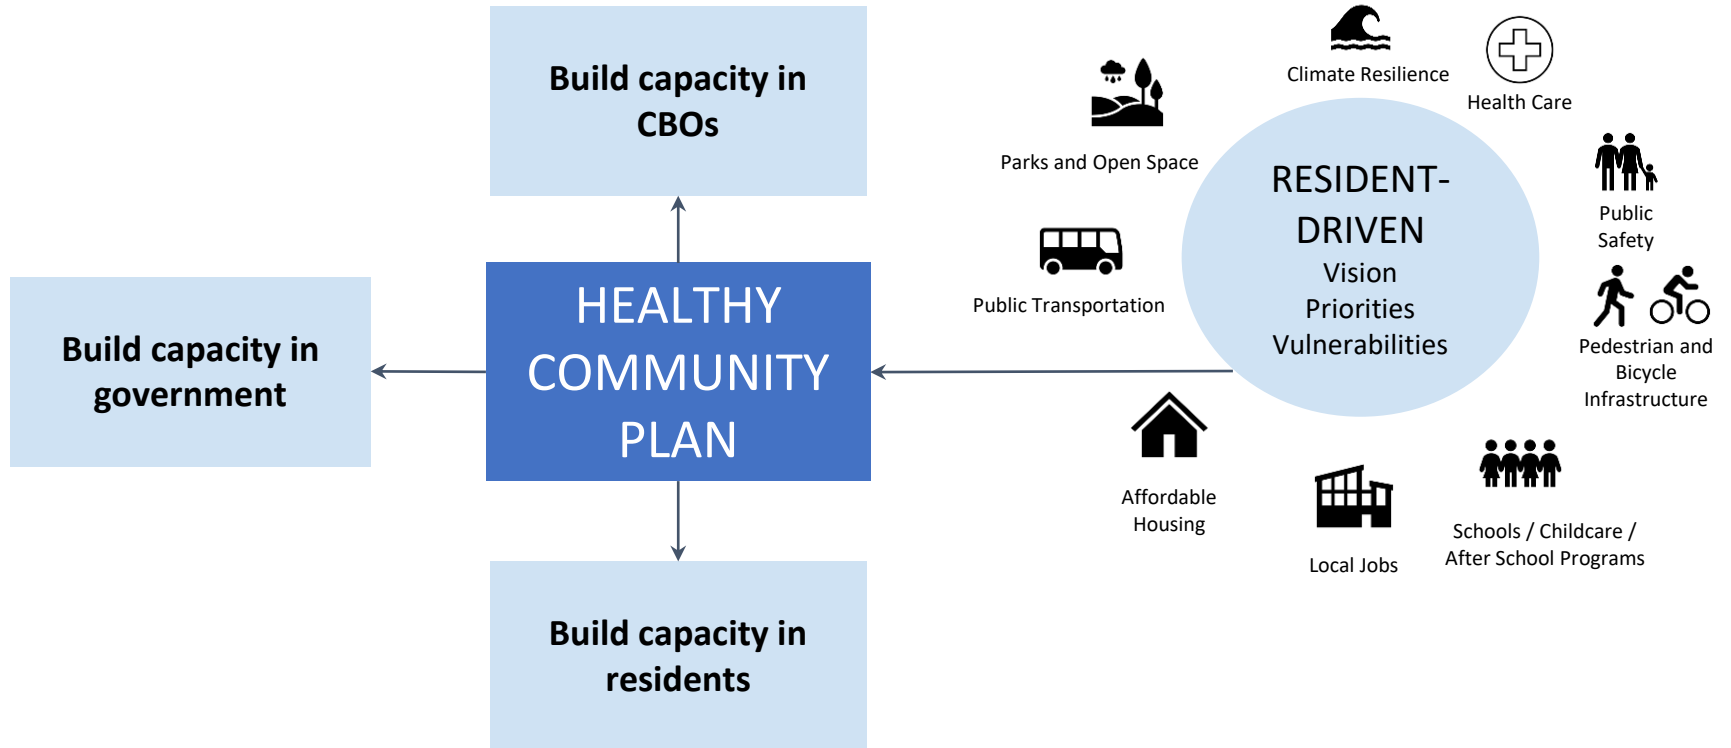 Build capacity in
CBOs
Build capacity in
government
HEALTHY
COMMUNITY
PLAN
Build capacity in
residents
Climate Resilience
Health Care
Parks and Open Space
Public
Safety
Public Transportation
RESIDENT-
DRIVEN
Vision
Priorities
Vulnerabilities
Pedestrian and
Bicycle
Infrastructure
Affordable
Housing
Local Jobs
Schools / Childcare /
After School Programs